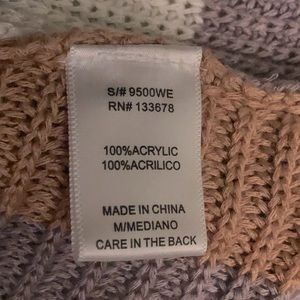 S/# 9500WE
RN# 133678
100%ACRYLIC
100%ACRILICO
MADE IN CHINA
M/MEDIANO
CARE IN THE BACK